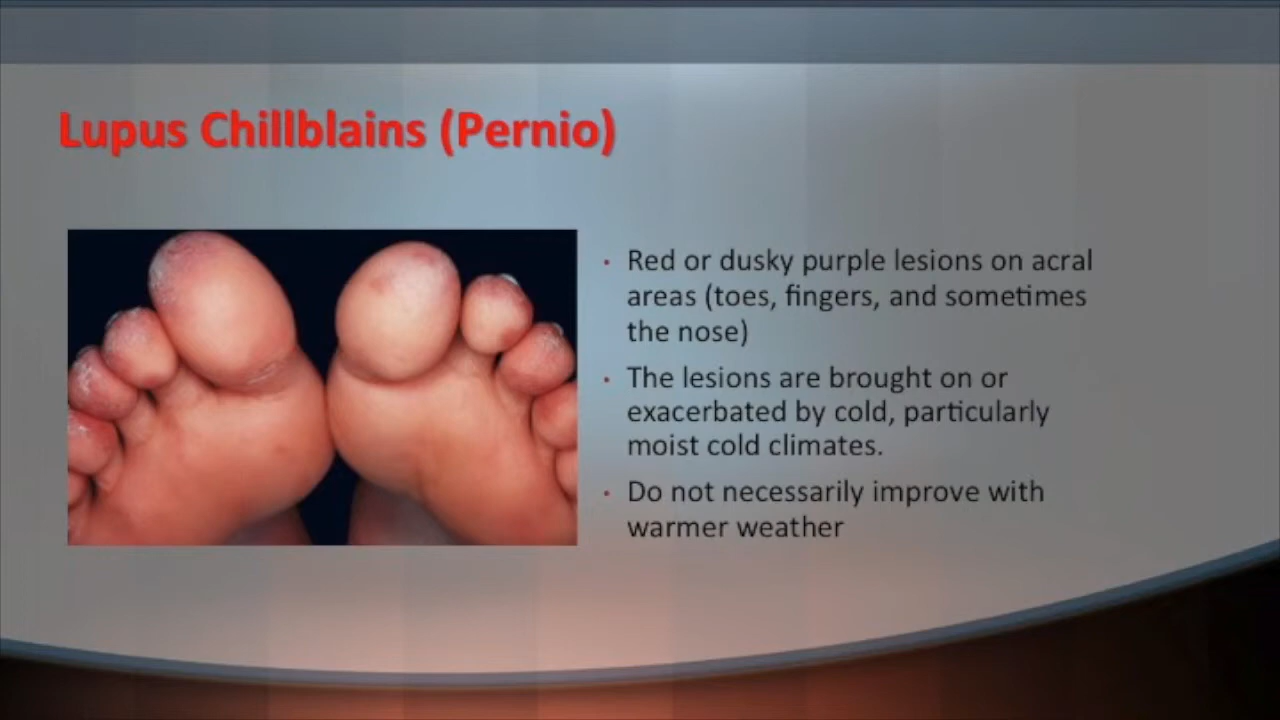 Lupus Chillblains (Pernio)
• Red or dusky purple lesions on acral
areas (toes, fingers, and sometimes
the nose)
• The lesions are brought on or
exacerbated by cold, particularly
moist cold climates.
• Do not necessarily improve with
warmer weather